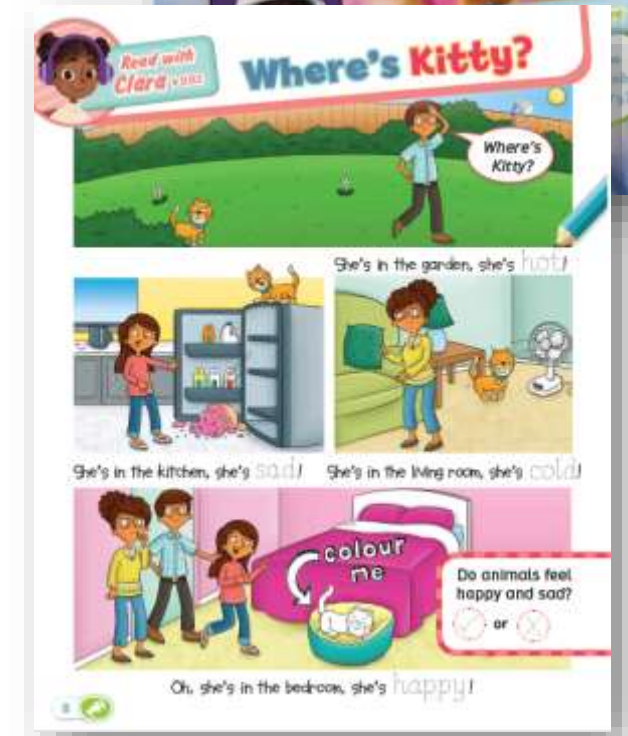 Read with
Clara
Where's Kitty?
Where's
Kitty?
She's in the garden, she's hot!
She's in the kitchen, she's sad!
She's in the living room, she's cold!
colour
me
Do animals feel
happy and sad?
or
Oh, she's in the bedroom, she's happy!
8